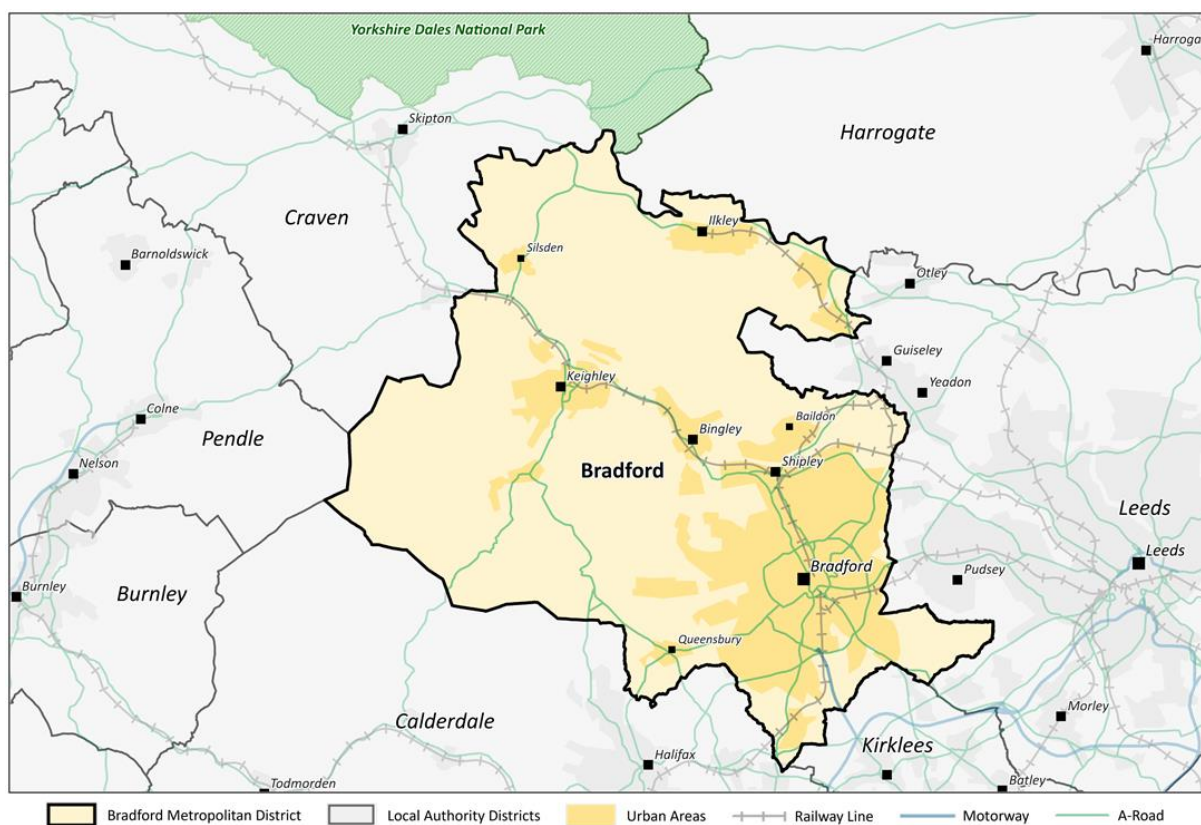 Yorkshire Dales National Park
Harrogate
Skipton
Harrogate
Craven
Ilkley
Barnoldswick
Silsden
Otley
Guiseley
Yeadon
Keighley
Colne
Baildon
Bingley
Pendle
Nelson
Bradford
Shipley
Leeds
Leeds
Bradford
Pudsey
Burnley
Burnley
Queensbury
Morley
Calderdale
Kirklees
Halifax
Todmorden
Batley
Bradford Metropolitan District
Local Authority Districts
Urban Areas
Railway Line
Motorway
A-Road